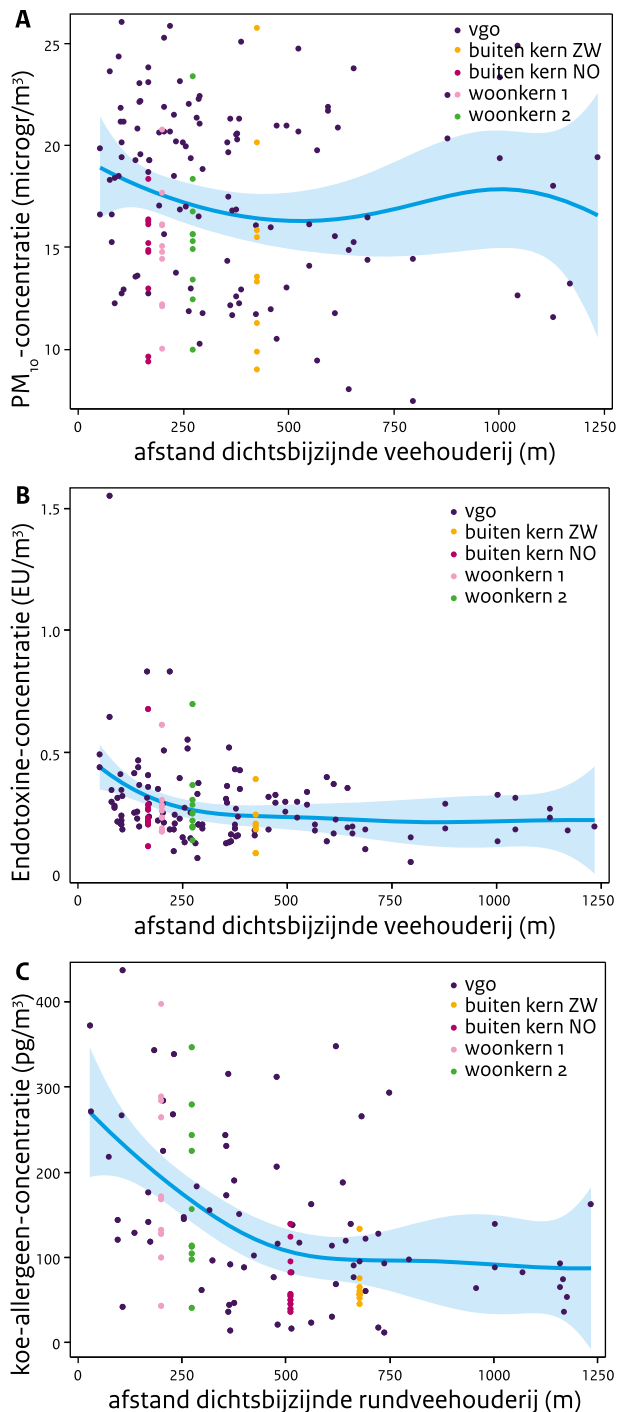 A
PM10-concentratie (microgr/m³)
25
20
15
10
vgo
buiten kern ZW
buiten kern NO
woonkern 1
woonkern 2
0 250 500 750 1000 1250
afstand dichtsbijzijnde veehouderij (m)
B
Endotoxine-concentratie (EU/m³)
1.5
1.0
0.5
0
vgo
buiten kern ZW
buiten kern NO
woonkern 1
woonkern 2
0 250 500 750 1000 1250
afstand dichtsbijzijnde veehouderij (m)
C
koe-allergeen-concentratie (pg/m³)
400
300
200
100
0
vgo
buiten kern ZW
buiten kern NO
woonkern 1
woonkern 2
0 250 500 750 1000 1250
afstand dichtsbijzijnde rundveehouderij (m)